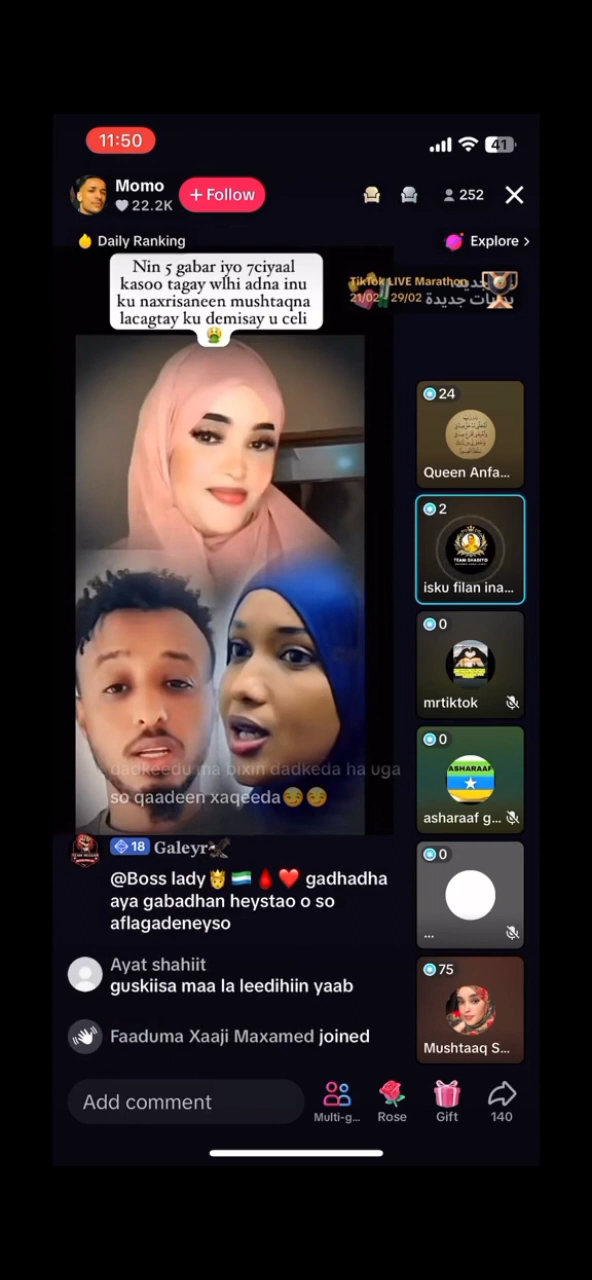 11:50
41
Momo
22.2K
+ Follow
252
Daily Ranking
Explore >
Nin 5 gabar iyo 7ciyaal
kasoo tagay wlhi adna inu
ku naxrisaneen mushtaqna
lacagtay ku demisay u celi
🤮
TikTok LIVE Marathon
21/02 - 29/02
جديدة
24
Queen Anfa...
2
TEAM SHAGIYO
isku filan ina...
0
mrtiktok
0
ASHARAAF
asharaaf g...
0
...
75
Mushtaaq S...
dadkeedu ma bixin dadkeda ha uga
so qaadeen xaqeeda😏😏
18 Galeyr🦅
@Boss lady🤴🇸🇱🩸❤️ gadhadha
aya gabadhan heystao o so
aflagadeneyso
Ayat shahiit
guskiisa maa la leedihiin yaab
👋 Faaduma Xaaji Maxamed joined
Add comment
Multi-g...
Rose
Gift
140